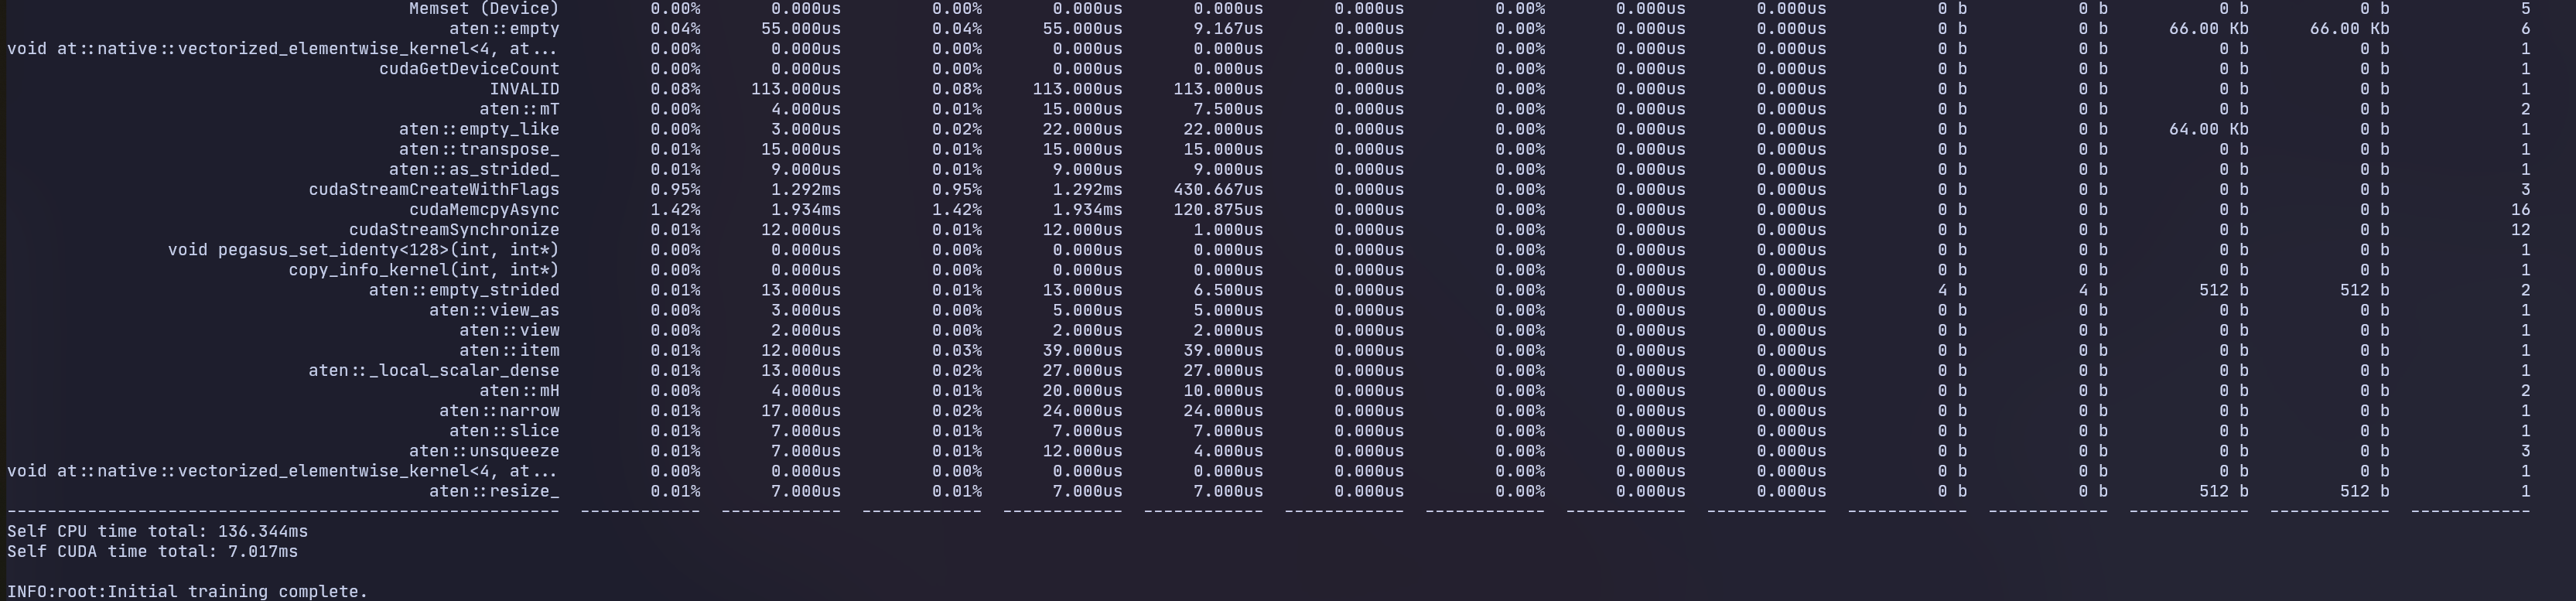 Memset (Device) 0.00% 0.000us 0.00% 0.000us 0.000us 0.000us 0.00% 0.000us 0.000us 0 b 0 b 0 b 0 b 5
aten::empty 0.04% 55.000us 0.04% 55.000us 9.167us 0.000us 0.00% 0.000us 0.000us 0 b 0 b 66.00 Kb 66.00 Kb 6
void at::native::vectorized_elementwise_kernel<4, at... 0.00% 0.000us 0.00% 0.000us 0.000us 0.000us 0.00% 0.000us 0.000us 0 b 0 b 0 b 0 b 1
cudaGetDeviceCount 0.00% 0.000us 0.00% 0.000us 0.000us 0.000us 0.00% 0.000us 0.000us 0 b 0 b 0 b 0 b 1
INVALID 0.08% 113.000us 0.08% 113.000us 113.000us 0.000us 0.00% 0.000us 0.000us 0 b 0 b 0 b 0 b 1
aten::mT 0.00% 4.000us 0.01% 15.000us 7.500us 0.000us 0.00% 0.000us 0.000us 0 b 0 b 0 b 0 b 2
aten::empty_like 0.00% 3.000us 0.02% 22.000us 22.000us 0.000us 0.00% 0.000us 0.000us 0 b 0 b 64.00 Kb 0 b 1
aten::transpose_ 0.01% 15.000us 0.01% 15.000us 15.000us 0.000us 0.00% 0.000us 0.000us 0 b 0 b 0 b 0 b 1
aten::as_strided_ 0.01% 9.000us 0.01% 9.000us 9.000us 0.000us 0.00% 0.000us 0.000us 0 b 0 b 0 b 0 b 1
cudaStreamCreateWithFlags 0.95% 1.292ms 0.95% 1.292ms 430.667us 0.000us 0.00% 0.000us 0.000us 0 b 0 b 0 b 0 b 3
cudaMemcpyAsync 1.42% 1.934ms 1.42% 1.934ms 120.875us 0.000us 0.00% 0.000us 0.000us 0 b 0 b 0 b 0 b 16
cudaStreamSynchronize 0.01% 12.000us 0.01% 12.000us 1.000us 0.000us 0.00% 0.000us 0.000us 0 b 0 b 0 b 0 b 12
void pegasus_set_identy<128>(int, int*) 0.00% 0.000us 0.00% 0.000us 0.000us 0.000us 0.00% 0.000us 0.000us 0 b 0 b 0 b 0 b 1
copy_info_kernel(int, int*) 0.00% 0.000us 0.00% 0.000us 0.000us 0.000us 0.00% 0.000us 0.000us 0 b 0 b 0 b 0 b 1
aten::empty_strided 0.01% 13.000us 0.01% 13.000us 6.500us 0.000us 0.00% 0.000us 0.000us 4 b 4 b 512 b 512 b 2
aten::view_as 0.00% 3.000us 0.00% 5.000us 5.000us 0.000us 0.00% 0.000us 0.000us 0 b 0 b 0 b 0 b 1
aten::view 0.00% 2.000us 0.00% 2.000us 2.000us 0.000us 0.00% 0.000us 0.000us 0 b 0 b 0 b 0 b 1
aten::item 0.01% 12.000us 0.03% 39.000us 39.000us 0.000us 0.00% 0.000us 0.000us 0 b 0 b 0 b 0 b 1
aten::_local_scalar_dense 0.01% 13.000us 0.02% 27.000us 27.000us 0.000us 0.00% 0.000us 0.000us 0 b 0 b 0 b 0 b 1
aten::mH 0.00% 4.000us 0.01% 20.000us 10.000us 0.000us 0.00% 0.000us 0.000us 0 b 0 b 0 b 0 b 2
aten::narrow 0.01% 17.000us 0.02% 24.000us 24.000us 0.000us 0.00% 0.000us 0.000us 0 b 0 b 0 b 0 b 1
aten::slice 0.01% 7.000us 0.01% 7.000us 7.000us 0.000us 0.00% 0.000us 0.000us 0 b 0 b 0 b 0 b 1
aten::unsqueeze 0.01% 7.000us 0.01% 12.000us 4.000us 0.000us 0.00% 0.000us 0.000us 0 b 0 b 0 b 0 b 3
void at::native::vectorized_elementwise_kernel<4, at... 0.00% 0.000us 0.00% 0.000us 0.000us 0.000us 0.00% 0.000us 0.000us 0 b 0 b 0 b 0 b 1
aten::resize_ 0.01% 7.000us 0.01% 7.000us 7.000us 0.000us 0.00% 0.000us 0.000us 0 b 0 b 512 b 512 b 1
------------------------------------------------------- ------------ ------------ ------------ ------------ ------------ ------------ ------------ ------------ ------------ ------------ ------------ ------------ ------------ ------------
Self CPU time total: 136.344ms
Self CUDA time total: 7.017ms
INFO:root:Initial training complete.